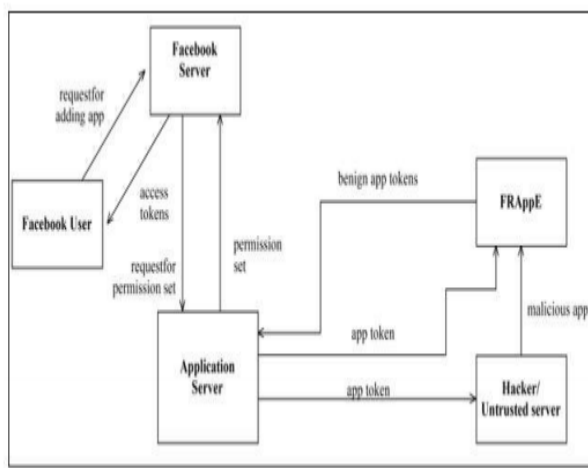 Facebook
Server
requestfor
adding app
benign app tokens
FRAppE
Facebook User
access
tokens
permission
set
requestfor
permission set
malicious app
app token
Application
Server
app token
Hacker/
Untrusted server